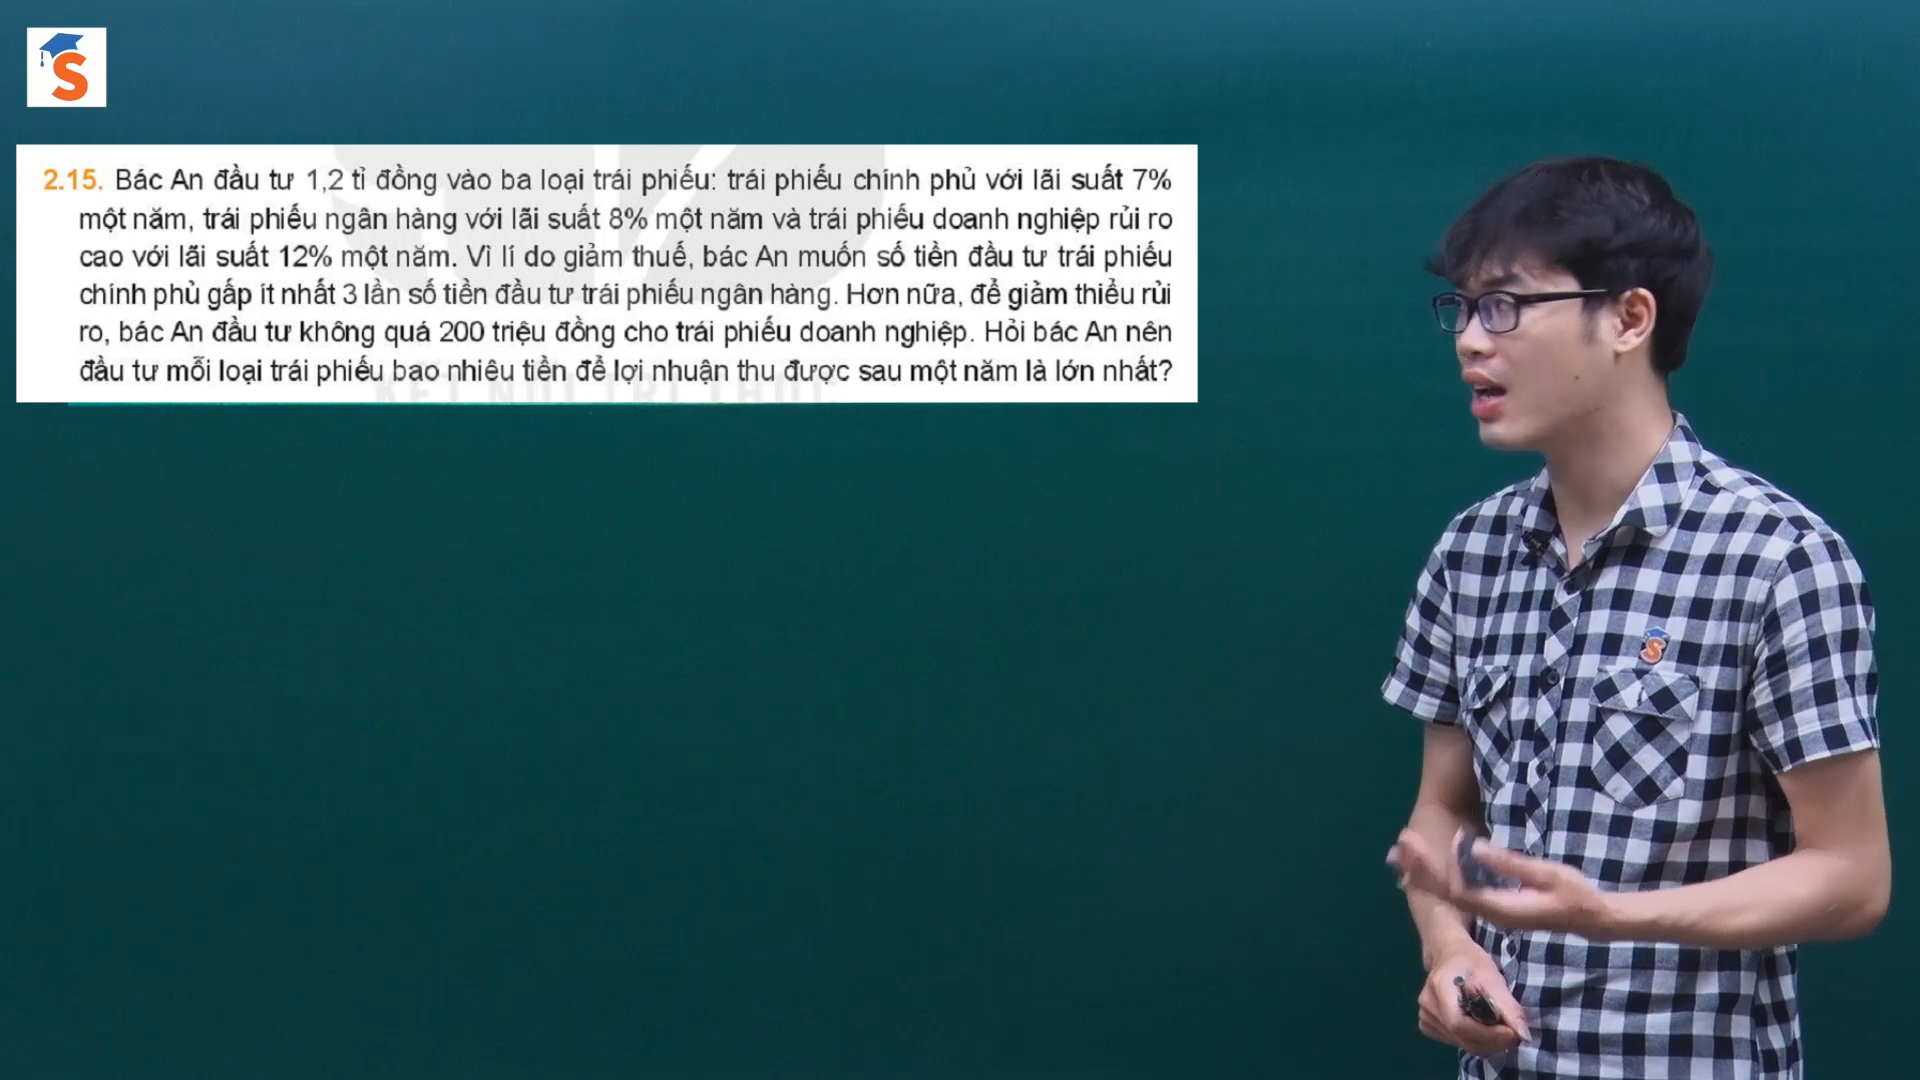 S
2.15. Bác An đầu tư 1,2 tỉ đồng vào ba loại trái phiếu: trái phiếu chính phủ với lãi suất 7%
một năm, trái phiếu ngân hàng với lãi suất 8% một năm và trái phiếu doanh nghiệp rủi ro
cao với lãi suất 12% một năm. Vì lí do giảm thuế, bác An muốn số tiền đầu tư trái phiếu
chính phủ gấp ít nhất 3 lần số tiền đầu tư trái phiếu ngân hàng. Hơn nữa, để giảm thiểu rủi
ro, bác An đầu tư không quá 200 triệu đồng cho trái phiếu doanh nghiệp. Hỏi bác An nên
đầu tư mỗi loại trái phiếu bao nhiêu tiền để lợi nhuận thu được sau một năm là lớn nhất?
KẾT NỐI TRI THỨC
S